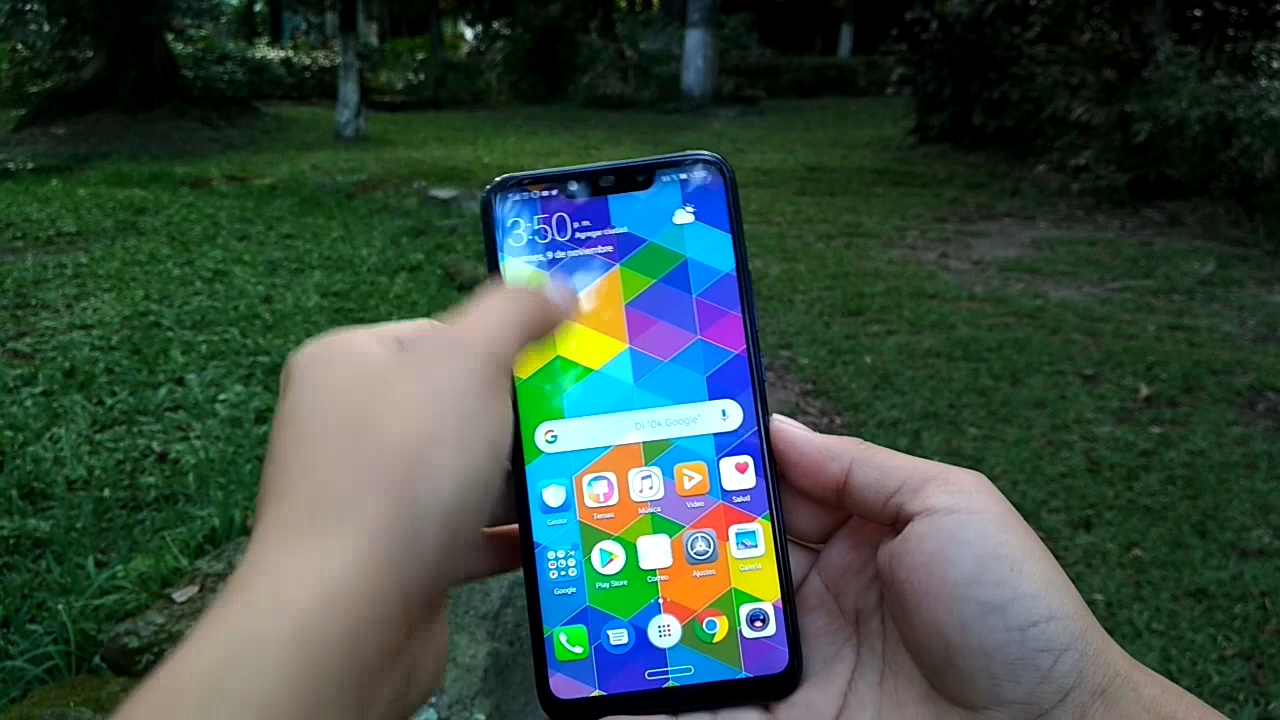 3:50 p. m.
Agregar ciudad
9 de noviembre
Di "Ok Google"
Gestor
Temas
Música
Video
Salud
Google
Play Store
Correo
Ajustes
Galería